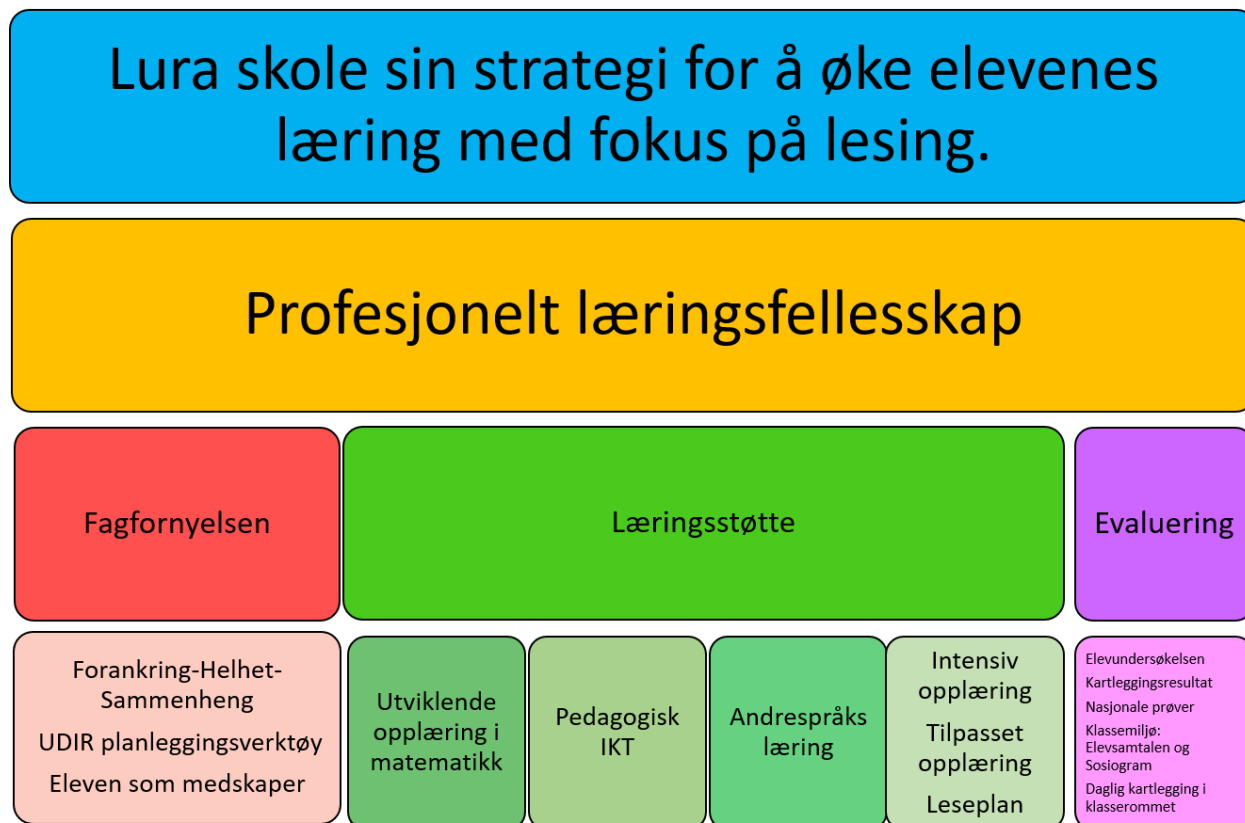 Lura skole sin strategi for å øke elevenes
læring med fokus på lesing.
Profesjonelt læringsfellesskap
Fagfornyelsen
Læringsstøtte
Evaluering
Forankring-Helhet-
Sammenheng
UDIR planleggingsverktøy
Eleven som medskaper
Utviklende
opplæring i
matematikk
Pedagogisk
IKT
Andrespråks
læring
Intensiv
opplæring
Tilpasset
opplæring
Leseplan
Elevundersøkelsen
Kartleggingsresultat
Nasjonale prøver
Klassemiljø:
Elevsamtalen og
Sosiogram
Daglig kartlegging i
klasserommet